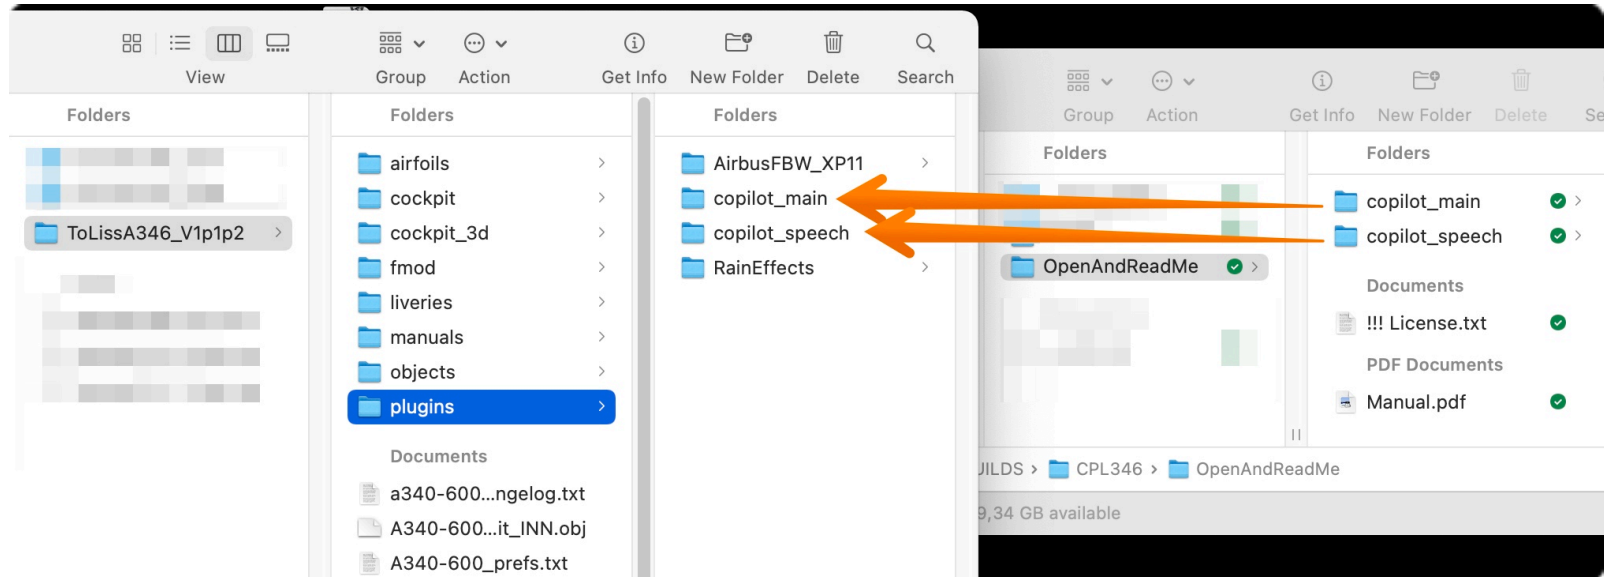 View
Group
Action
Get Info
New Folder
Delete
Search
Folders
ToLissA346_V1p1p2
Folders
airfoils
cockpit
cockpit_3d
fmod
liveries
manuals
objects
plugins
Documents
a340-600...ngelog.txt
A340-600...it_INN.obj
A340-600_prefs.txt
Folders
AirbusFBW_XP11
copilot_main
copilot_speech
RainEffects
Group
Action
Get Info
New Folder
Delete
Se
Folders
OpenAndReadMe
Folders
copilot_main
copilot_speech
Documents
!!! License.txt
PDF Documents
Manual.pdf
UILDS › CPL346 › OpenAndReadMe
9,34 GB available